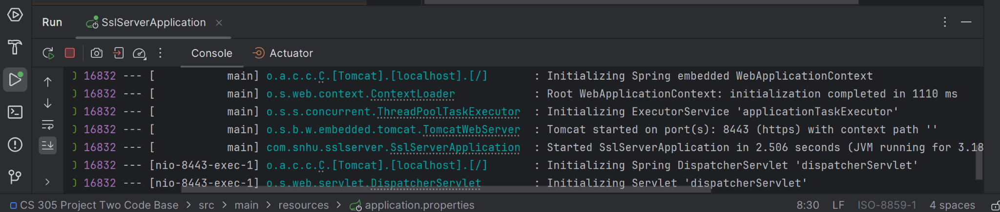 Run SslServerApplication
Console Actuator
16832 --- [ main] o.a.c.c.C.[Tomcat].[localhost].[/] : Initializing Spring embedded WebApplicationContext
16832 --- [ main] o.s.web.context.ContextLoader : Root WebApplicationContext: initialization completed in 1110 ms
16832 --- [ main] o.s.s.concurrent.ThreadPoolTaskExecutor : Initializing ExecutorService 'applicationTaskExecutor'
16832 --- [ main] o.s.b.w.embedded.tomcat.TomcatWebServer : Tomcat started on port(s): 8443 (https) with context path ''
16832 --- [ main] com.snhu.sslserver.SslServerApplication : Started SslServerApplication in 2.506 seconds (JVM running for 3.18
16832 --- [nio-8443-exec-1] o.a.c.c.C.[Tomcat].[localhost].[/] : Initializing Spring DispatcherServlet 'dispatcherServlet'
16832 --- [nio-8443-exec-1] o.s.web.servlet.DispatcherServlet : Initializing Servlet 'dispatcherServlet'
CS 305 Project Two Code Base > src > main > resources > application.properties 8:30 LF ISO-8859-1 4 spaces